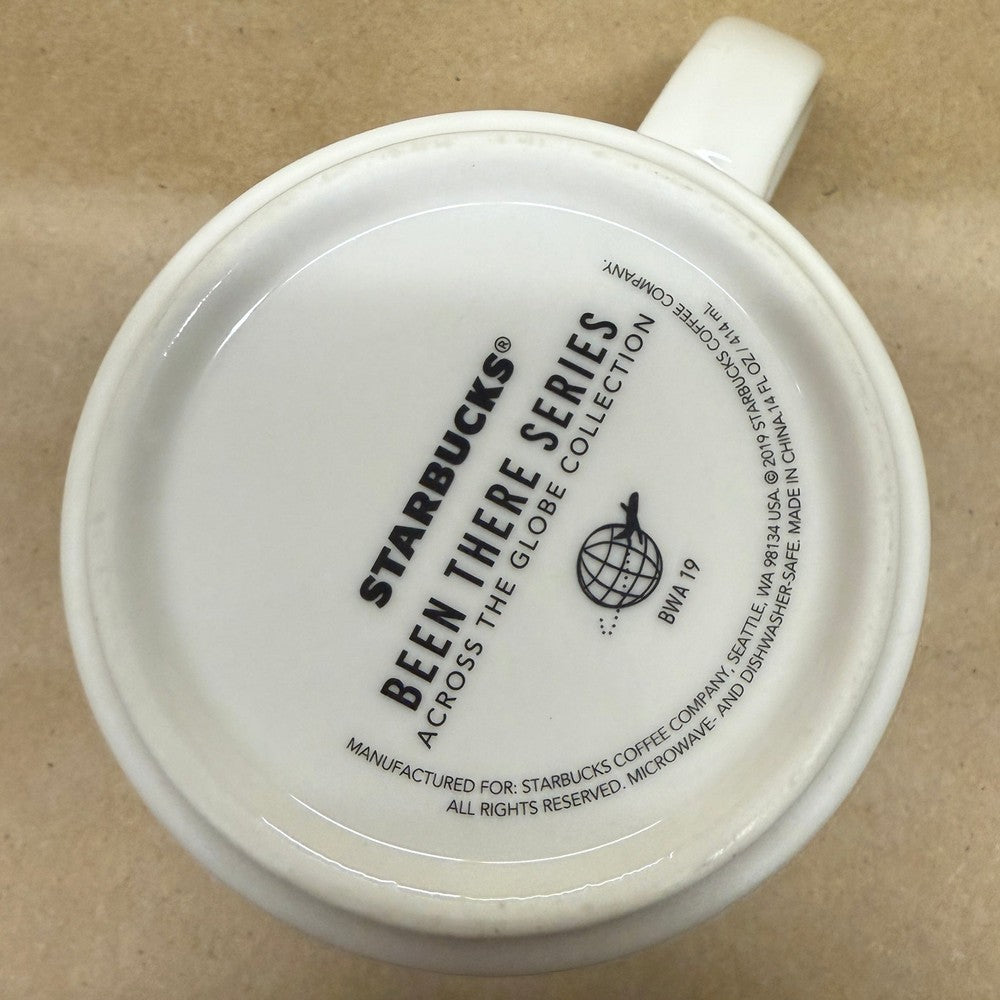 STARBUCKS®
BEEN THERE SERIES
ACROSS THE GLOBE COLLECTION
BWA 19
MANUFACTURED FOR: STARBUCKS COFFEE COMPANY, SEATTLE, WA 98134 USA. © 2019 STARBUCKS COFFEE COMPANY.
ALL RIGHTS RESERVED. MICROWAVE- AND DISHWASHER-SAFE. MADE IN CHINA. 14 FL OZ / 414 mL